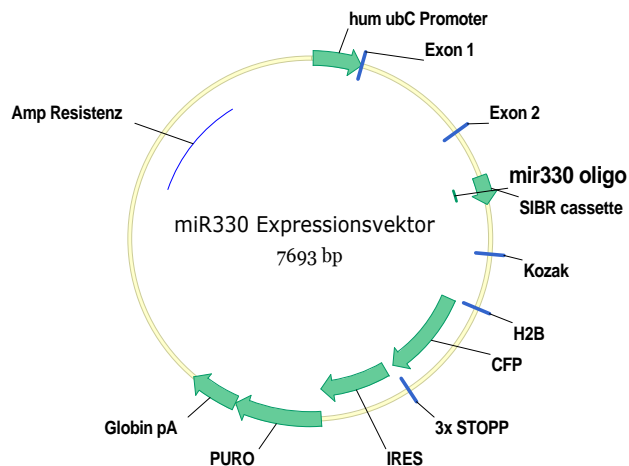 hum ubC Promoter
Exon 1
Exon 2
Amp Resistenz
mir330 oligo
SIBR cassette
miR330 Expressionsvektor
7693 bp
Kozak
H2B
CFP
3x STOPP
IRES
PURO
Globin pA